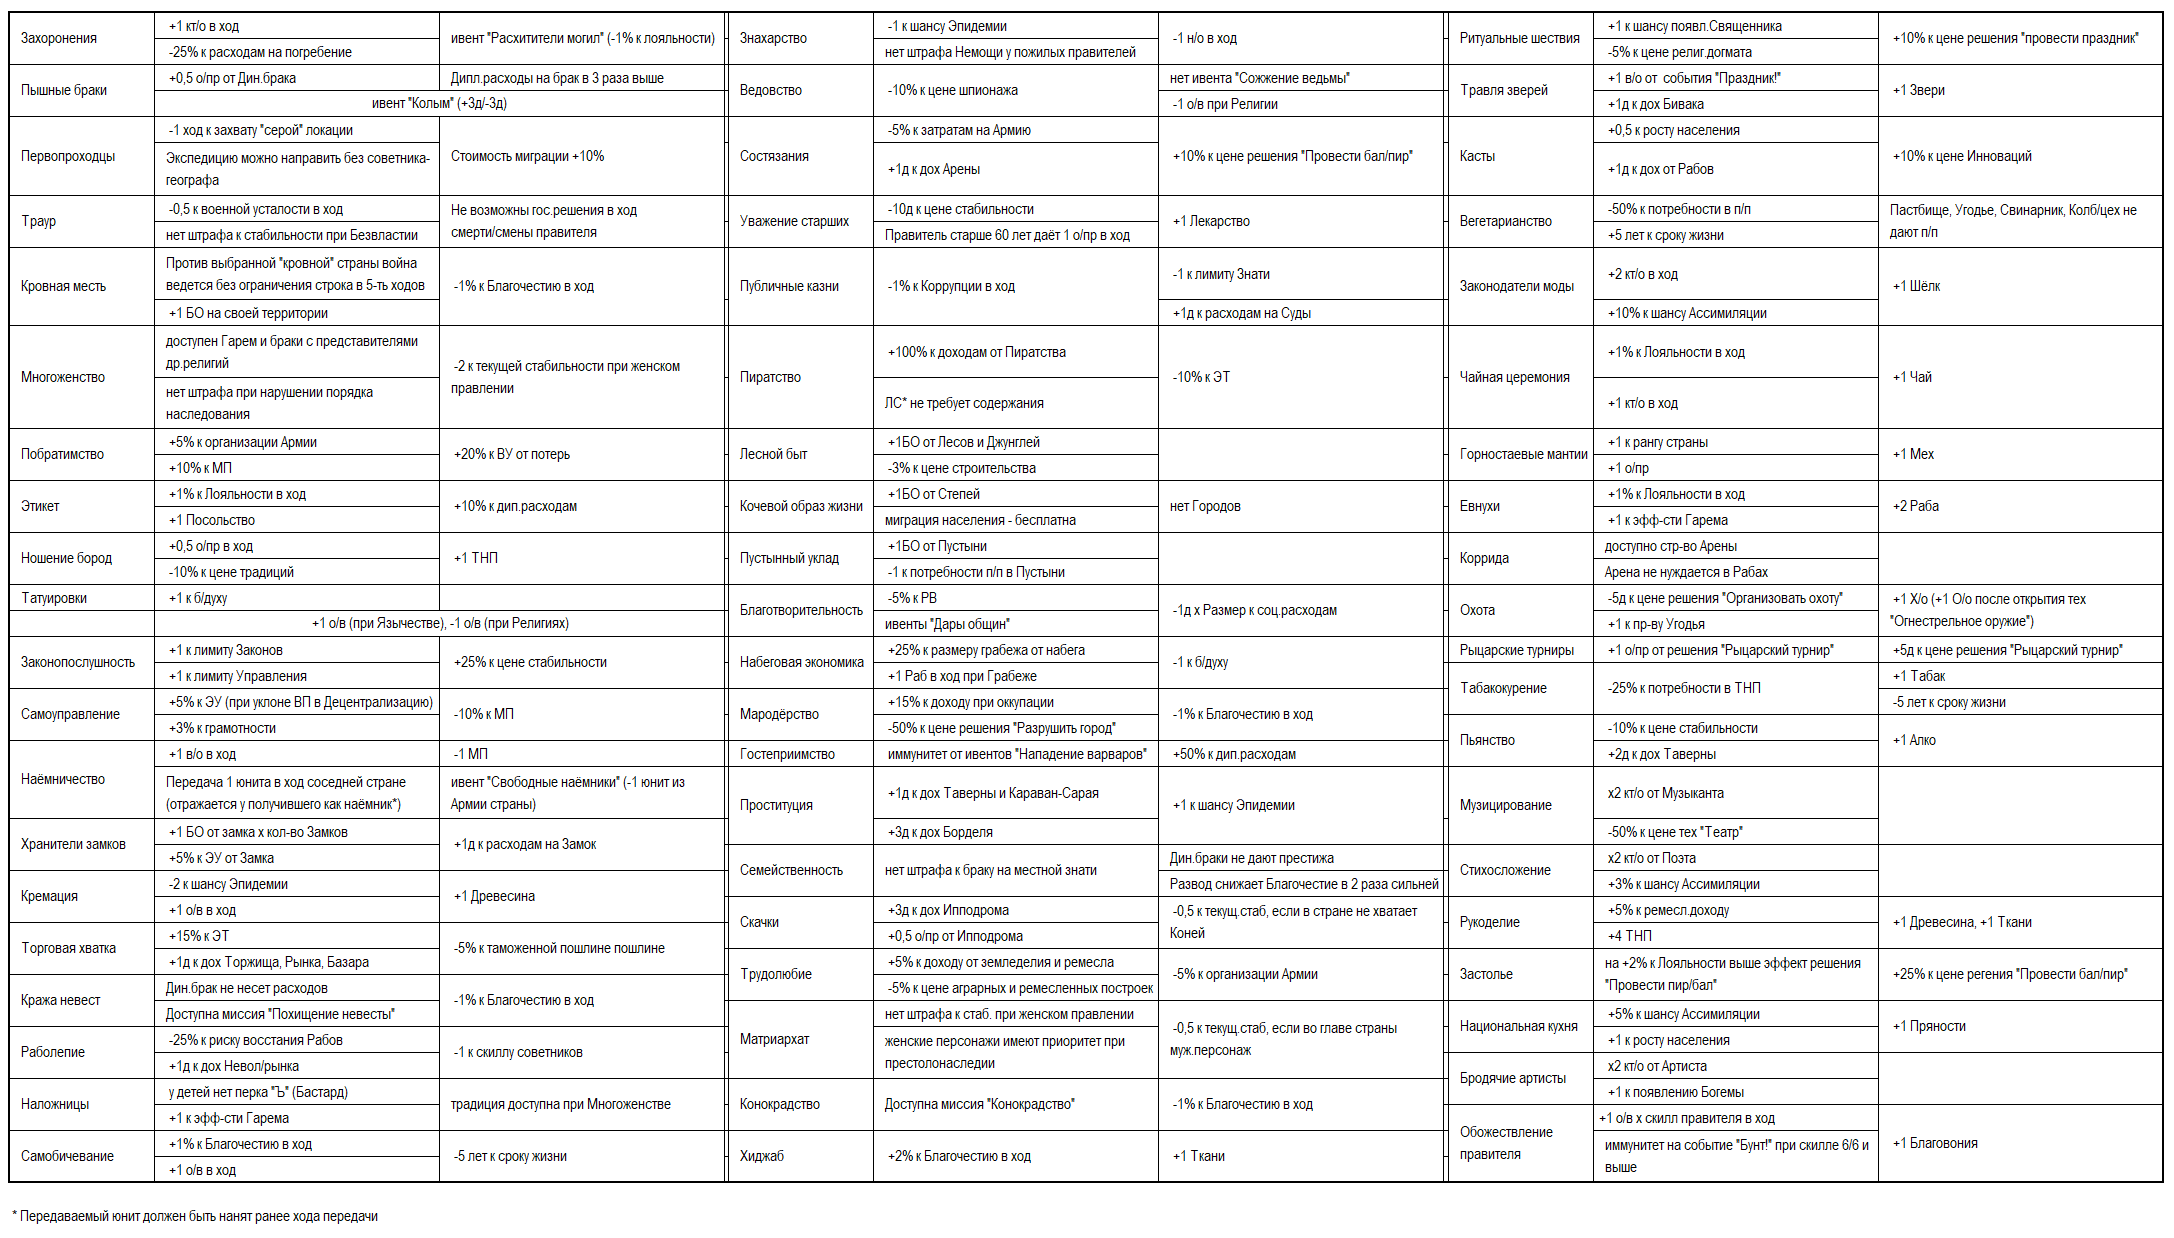 Захоронения
+1 кт/о в ход
-25% к расходам на погребение
ивент "Расхитители могил" (-1% к лояльности)
Пышные браки
+0,5 о/пр от Дин.брака
Дипл.расходы на брак в 3 раза выше
ивент "Колым" (+3д/-3д)
Первопроходцы
-1 ход к захвату "серой" локации
Экспедицию можно направить без советника-
географа
Стоимость миграции +10%
Траур
-0,5 к военной усталости в ход
нет штрафа к стабильности при Безвластии
Не возможны гос.решения в ход
смерти/смены правителя
Кровная месть
Против выбранной "кровной" страны война
ведется без ограничения строка в 5-ть ходов
+1 БО на своей территории
-1% к Благочестию в ход
Многоженство
доступен Гарем и браки с представителями
др.религий
нет штрафа при нарушении порядка
наследования
-2 к текущей стабильности при женском
правлении
Побратимство
+5% к организации Армии
+10% к МП
+20% к ВУ от потерь
Этикет
+1% к Лояльности в ход
+1 Посольство
+10% к дип.расходам
Ношение бород
+0,5 о/пр в ход
-10% к цене традиций
+1 ТНП
Татуировки
+1 к б/духу
+1 о/в (при Язычестве), -1 о/в (при Религиях)
Законопослушность
+1 к лимиту Законов
+1 к лимиту Управления
+25% к цене стабильности
Самоуправление
+5% к ЭУ (при уклоне ВП в Децентрализацию)
+3% к грамотности
-10% к МП
Наёмничество
+1 в/о в ход
-1 МП
Передача 1 юнита в ход соседней стране
(отражается у получившего как наёмник*)
ивент "Свободные наёмники" (-1 юнит из
Армии страны)
Хранители замков
+1 БО от замка х кол-во Замков
+5% к ЭУ от Замка
+1д к расходам на Замок
Кремация
-2 к шансу Эпидемии
+1 о/в в ход
+1 Древесина
Торговая хватка
+15% к ЭТ
+1д к дох Торжища, Рынка, Базара
-5% к таможенной пошлине пошлине
Кража невест
Дин.брак не несет расходов
Доступна миссия "Похищение невесты"
-1% к Благочестию в ход
Раболепие
-25% к риску восстания Рабов
+1д к дох Невол/рынка
-1 к скиллу советников
Наложницы
у детей нет перка "Ъ" (Бастард)
+1 к эфф-сти Гарема
традиция доступна при Многоженстве
Самобичевание
+1% к Благочестию в ход
+1 о/в в ход
-5 лет к сроку жизни
Знахарство
-1 к шансу Эпидемии
нет штрафа Немощи у пожилых правителей
-1 н/о в ход
Ведовство
-10% к цене шпионажа
нет ивента "Сожжение ведьмы"
-1 о/в при Религии
Состязания
-5% к затратам на Армию
+1д к дох Арены
+10% к цене решения "Провести бал/пир"
Уважение старших
-10д к цене стабильности
Правитель старше 60 лет даёт 1 о/пр в ход
+1 Лекарство
Публичные казни
-1% к Коррупции в ход
-1 к лимиту Знати
+1д к расходам на Суды
Пиратство
+100% к доходам от Пиратства
ЛС* не требует содержания
-10% к ЭТ
Лесной быт
+1БО от Лесов и Джунглей
-3% к цене строительства
Кочевой образ жизни
+1БО от Степей
миграция населения - бесплатна
нет Городов
Пустынный уклад
+1БО от Пустыни
-1 к потребности п/п в Пустыни
Благотворительность
-5% к РВ
ивенты "Дары общин"
-1д х Размер к соц.расходам
Набеговая экономика
+25% к размеру грабежа от набега
+1 Раб в ход при Грабеже
-1 к б/духу
Мародёрство
+15% к доходу при оккупации
-50% к цене решения "Разрушить город"
-1% к Благочестию в ход
Гостеприимство
иммунитет от ивентов "Нападение варваров"
+50% к дип.расходам
Проституция
+1д к дох Таверны и Караван-Сарая
+3д к дох Борделя
+1 к шансу Эпидемии
Семейственность
нет штрафа к браку на местной знати
Дин.браки не дают престижа
Развод снижает Благочестие в 2 раза сильней
Скачки
+3д к дох Ипподрома
+0,5 о/пр от Ипподрома
-0,5 к текущ.стаб, если в стране не хватает
Коней
Трудолюбие
+5% к доходу от земледелия и ремесла
-5% к цене аграрных и ремесленных построек
-5% к организации Армии
Матриархат
нет штрафа к стаб. при женском правлении
женские персонажи имеют приоритет при
престолонаследии
-0,5 к текущ.стаб, если во главе страны
муж.персонаж
Конокрадство
Доступна миссия "Конокрадство"
-1% к Благочестию в ход
Хиджаб
+2% к Благочестию в ход
+1 Ткани
Ритуальные шествия
+1 к шансу появл.Священника
-5% к цене религ.догмата
+10% к цене решения "провести праздник"
Травля зверей
+1 в/о от события "Праздник!"
+1д к дох Бивака
+1 Звери
Касты
+0,5 к росту населения
+1д к дох от Рабов
+10% к цене Инноваций
Вегетарианство
-50% к потребности в п/п
+5 лет к сроку жизни
Пастбище, Угодье, Свинарник, Колб/цех не
дают п/п
Законодатели моды
+2 кт/о в ход
+10% к шансу Ассимиляции
+1 Шёлк
Чайная церемония
+1% к Лояльности в ход
+1 кт/о в ход
+1 Чай
Горностаевые мантии
+1 к рангу страны
+1 о/пр
+1 Мех
Евнухи
+1% к Лояльности в ход
+1 к эфф-сти Гарема
+2 Раба
Коррида
доступно стр-во Арены
Арена не нуждается в Рабах
Охота
-5д к цене решения "Организовать охоту"
+1 к пр-ву Угодья
+1 Х/о (+1 О/о после открытия тех
"Огнестрельное оружие")
Рыцарские турниры
+1 о/пр от решения "Рыцарский турнир"
+5д к цене решения "Рыцарский турнир"
Табакокурение
-25% к потребности в ТНП
+1 Табак
-5 лет к сроку жизни
Пьянство
-10% к цене стабильности
+2д к дох Таверны
+1 Алко
Музицирование
х2 кт/о от Музыканта
-50% к цене тех "Театр"
Стихосложение
х2 кт/о от Поэта
+3% к шансу Ассимиляции
Рукоделие
+5% к ремесл.доходу
+4 ТНП
+1 Древесина, +1 Ткани
Застолье
на +2% к Лояльности выше эффект решения
"Провести пир/бал"
+25% к цене регения "Провести бал/пир"
Национальная кухня
+5% к шансу Ассимиляции
+1 к росту населения
+1 Пряности
Бродячие артисты
х2 кт/о от Артиста
+1 к появлению Богемы
Обожествление
правителя
+1 о/в х скилл правителя в ход
иммунитет на событие "Бунт!" при скилле 6/6 и
выше
+1 Благовония
* Передаваемый юнит должен быть нанят ранее хода передачи